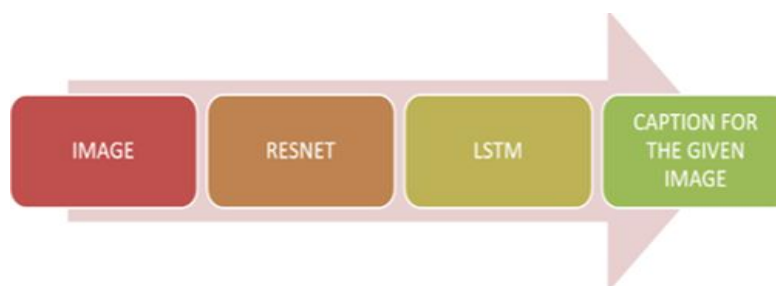 IMAGE
RESNET
LSTM
CAPTION FOR
THE GIVEN
IMAGE